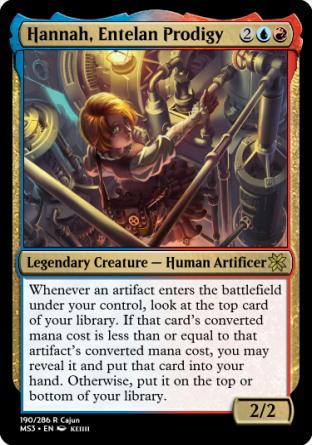 Hannah, Entelan Prodigy 2
Legendary Creature — Human Artificer
Whenever an artifact enters the battlefield
under your control, look at the top card
of your library. If that card's converted
mana cost is less than or equal to that
artifact's converted mana cost, you may
reveal it and put that card into your
hand. Otherwise, put it on the top or
bottom of your library.
2/2
190/286 R Cajun
MS3 • EN KEIIII